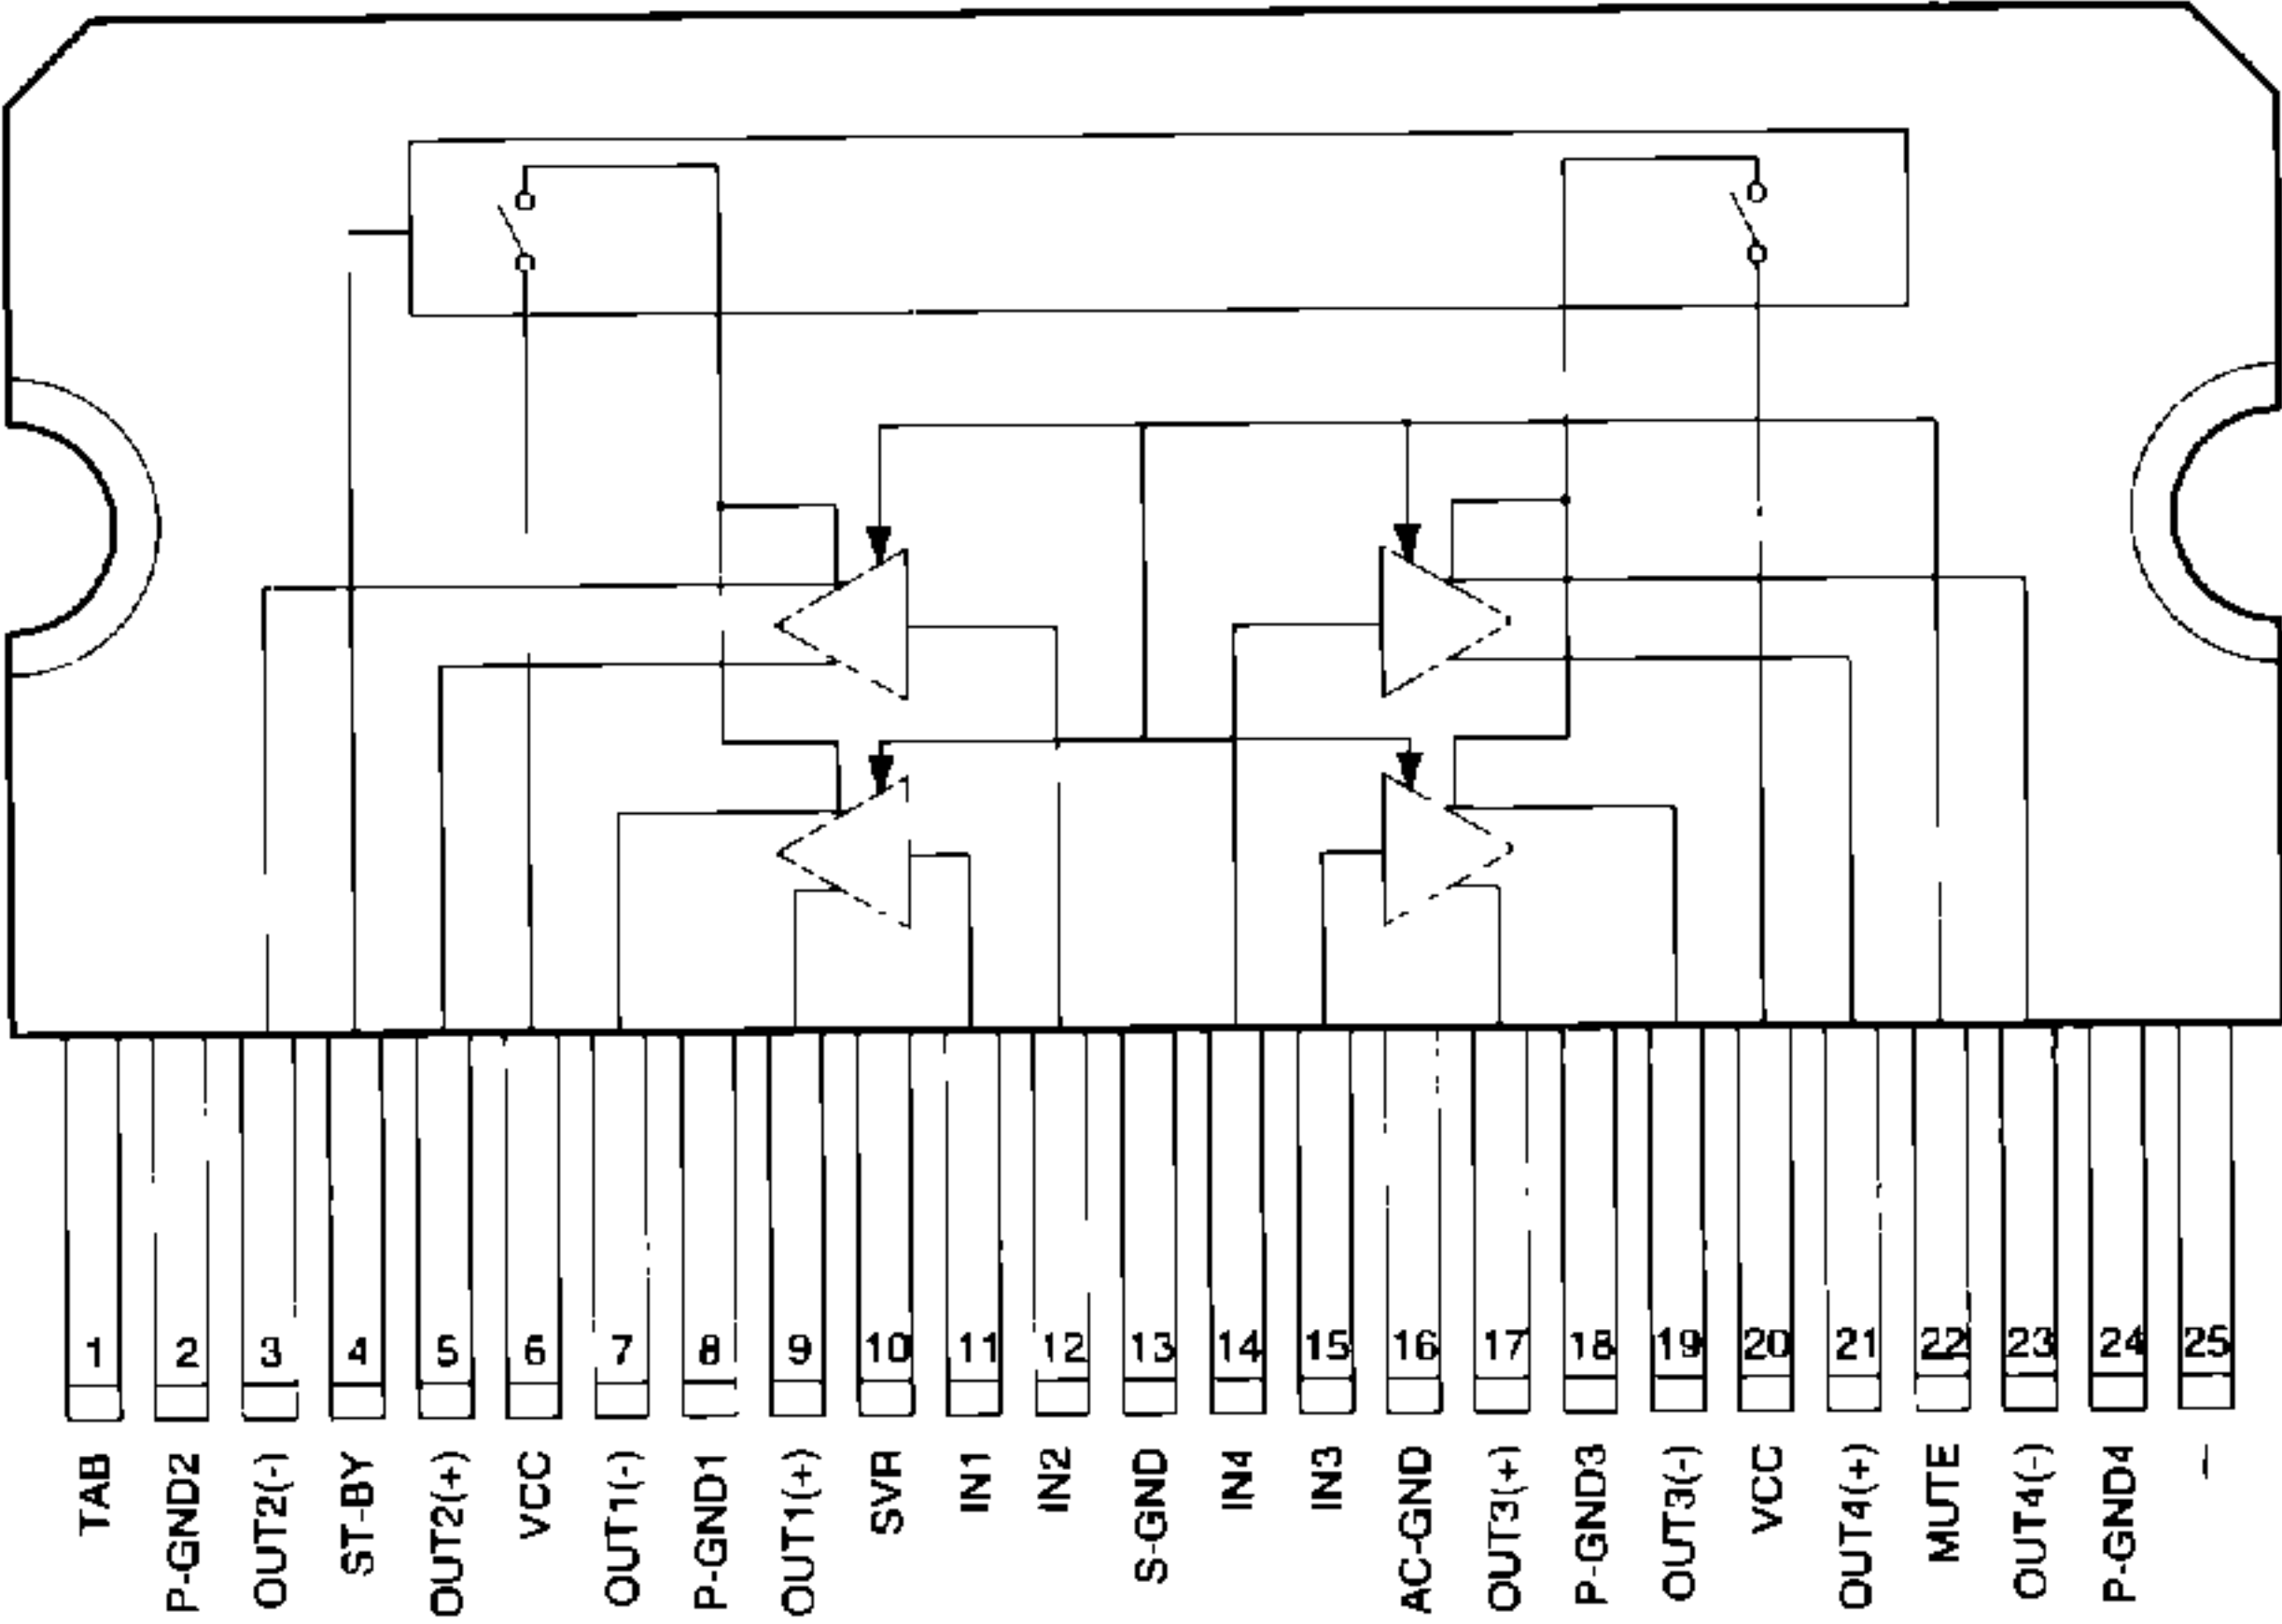 1 2 3 4 5 6 7 8 9 10 11 12 13 14 15 16 17 18 19 20 21 22 23 24 25
TAB
P-GND2
OUT2(-)
ST-BY
OUT2(+)
VCC
OUT1(-)
P-GND1
OUT1(+)
SVR
IN1
IN2
S-GND
IN4
IN3
AC-GND
OUT3(+)
P-GND3
OUT3(-)
VCC
OUT4(+)
MUTE
OUT4(-)
P-GND4
-